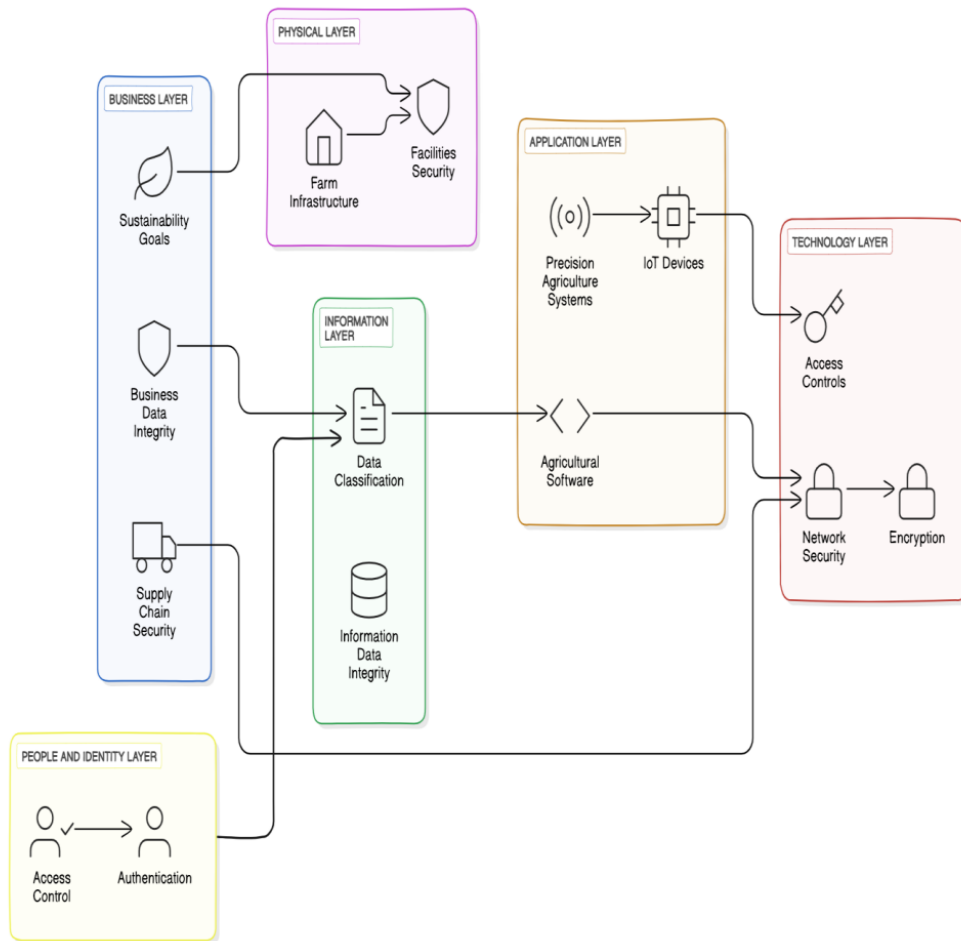 PHYSICAL LAYER
Farm
Infrastructure
Facilities
Security
BUSINESS LAYER
Sustainability
Goals
Business
Data
Integrity
Supply
Chain
Security
INFORMATION
LAYER
Data
Classification
Information
Data
Integrity
APPLICATION LAYER
Precision
Agriculture
Systems
IoT Devices
Agricultural
Software
TECHNOLOGY LAYER
Access
Controls
Network
Security
Encryption
PEOPLE AND IDENTITY LAYER
Access
Control
Authentication